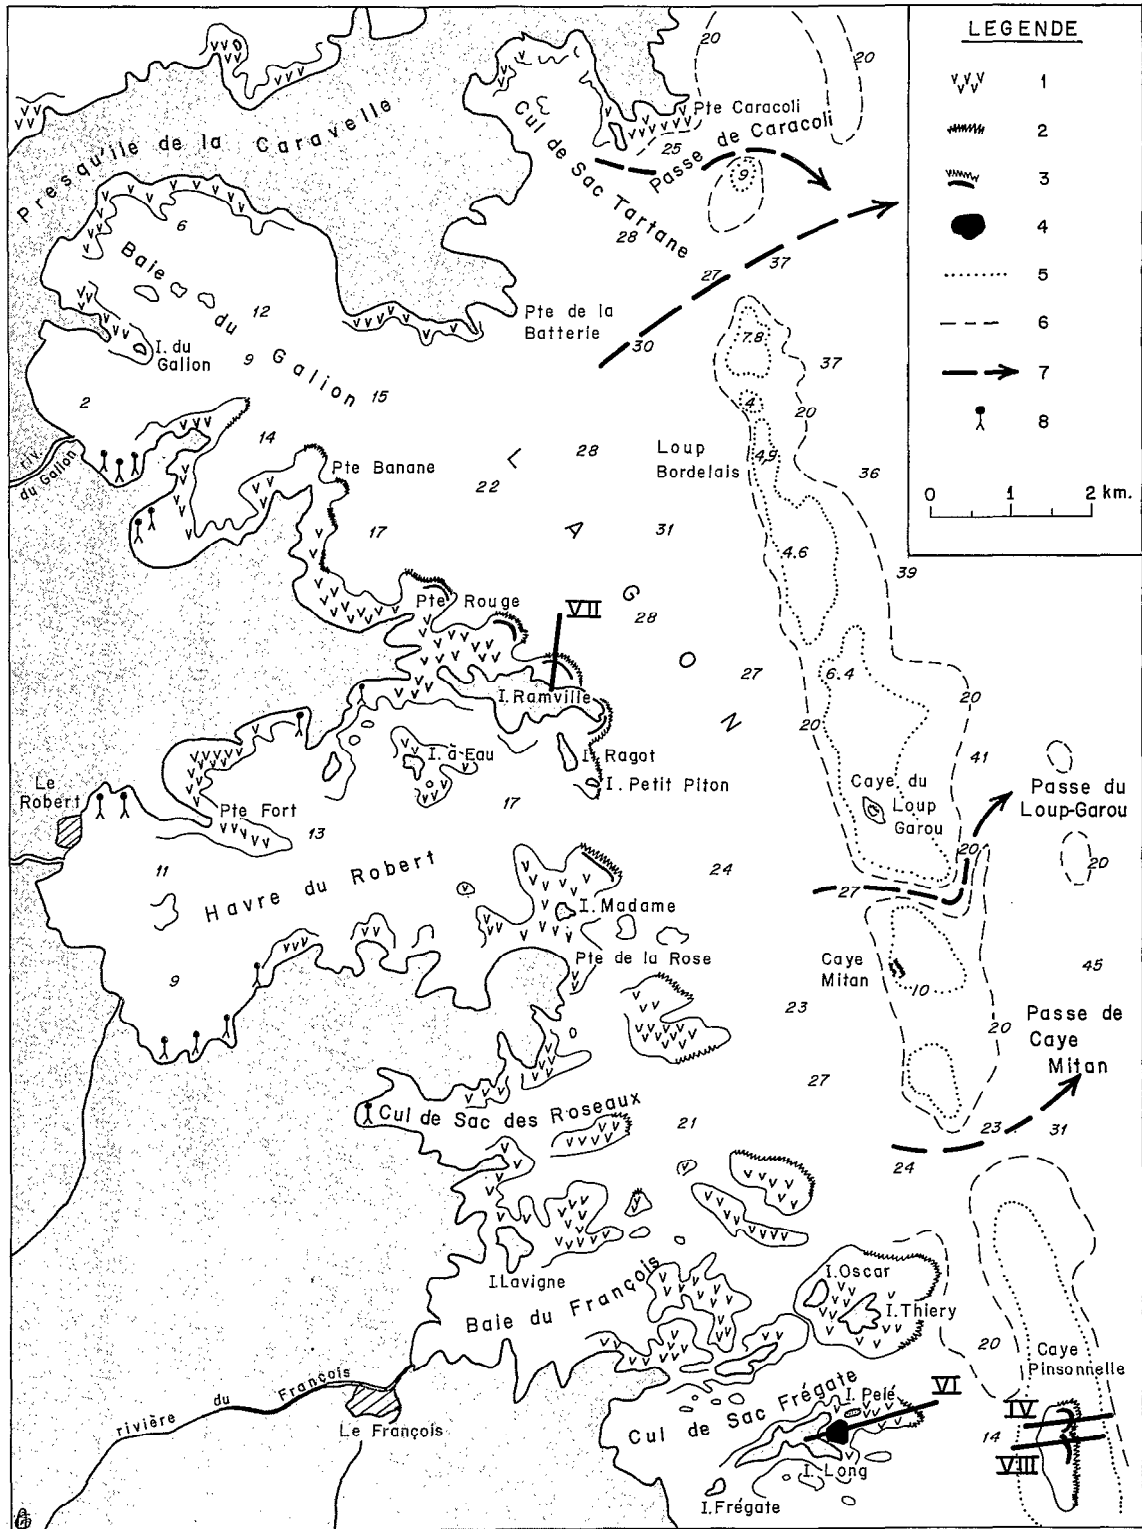 LEGENDE
1
2
3
4
5
6
7
8
0 1 2 km.
20
20
Pte Caracoli
Passe de Caracoli
25
9
Cul de Sac Tartane
28
27
37
30
Presqu'ile de la Caravelle
6
Baie du Galion
12
9
15
I. du
Galion
2
14
riv.
du Galion
Pte de la
Batterie
Pte Banane
17
22
28
31
LAGON
28
27
7.8
4
4,9
4.6
6.4
37
20
36
39
20
20
41
Loup
Bordelais
Pte Rouge
VII
I. Ramville
I. à Eau
I. Ragot
I. Petit Piton
17
Le
Robert
Pte Fort
13
11
Havre du Robert
9
24
Caye du
Loup
Garou
Passe du
Loup-Garou
20
20
27
I. Madame
Pte de la Rose
Caye
Mitan
10
45
23
20
Passe de
Caye
Mitan
27
23
31
24
Cul de Sac des Roseaux
21
I. Lavigne
Baie du François
I. Oscar
I. Thiery
20
Caye
Pinsonnelle
rivière du François
Le François
Cul de Sac Frégate
I. Pelé
VI
IV
14
VIII
I. Long
I. Frégate